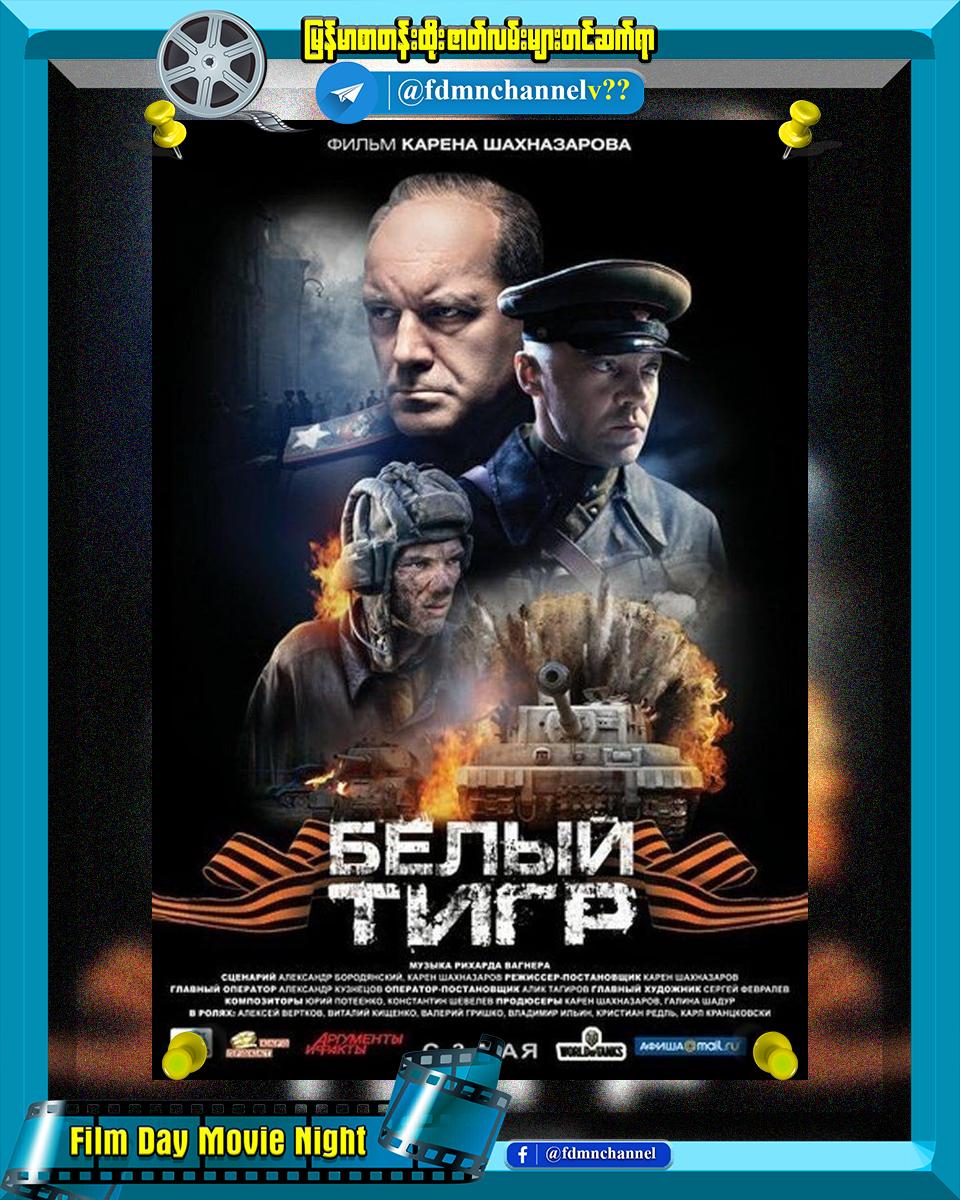 မြန်မာစာတန်းထိုးဇာတ်လမ်းများတင်ဆက်ရာ
@fdmnchannelv??
ФИЛЬМ КАРЕНА ШАХНАЗАРОВА
БЕЛЫЙ
ТИГР
МУЗЫКА РИХАРДА ВАГНЕРА
СЦЕНАРИЙ АЛЕКСАНДР БОРОДЯНСКИЙ, КАРЕН ШАХНАЗАРОВ РЕЖИССЕР-ПОСТАНОВЩИК КАРЕН ШАХНАЗАРОВ
ГЛАВНЫЙ ОПЕРАТОР АЛЕКСАНДР КУЗНЕЦОВ ОПЕРАТОР-ПОСТАНОВЩИК АЛИК ТАГИРОВ ГЛАВНЫЙ ХУДОЖНИК СЕРГЕЙ ФЕВРАЛЕВ
КОМПОЗИТОРЫ ЮРИЙ ПОТЕЕНКО, КОНСТАНТИН ШЕВЕЛЕВ ПРОДЮСЕРЫ КАРЕН ШАХНАЗАРОВ, ГАЛИНА ШАДУР
В РОЛЯХ: АЛЕКСЕЙ ВЕРТКОВ, ВИТАЛИЙ КИЩЕНКО, ВАЛЕРИЙ ГРИШКО, ВЛАДИМИР ИЛЬИН, КРИСТИАН РЕДЛЬ, КАРЛ КРАНЦКОВСКИ
КАРО ПРОКАТ АРГУМЕНТЫ И ФАКТЫ WORLD OF TANKS АФИША@mail.ru
Film Day Movie Night
f @fdmnchannel